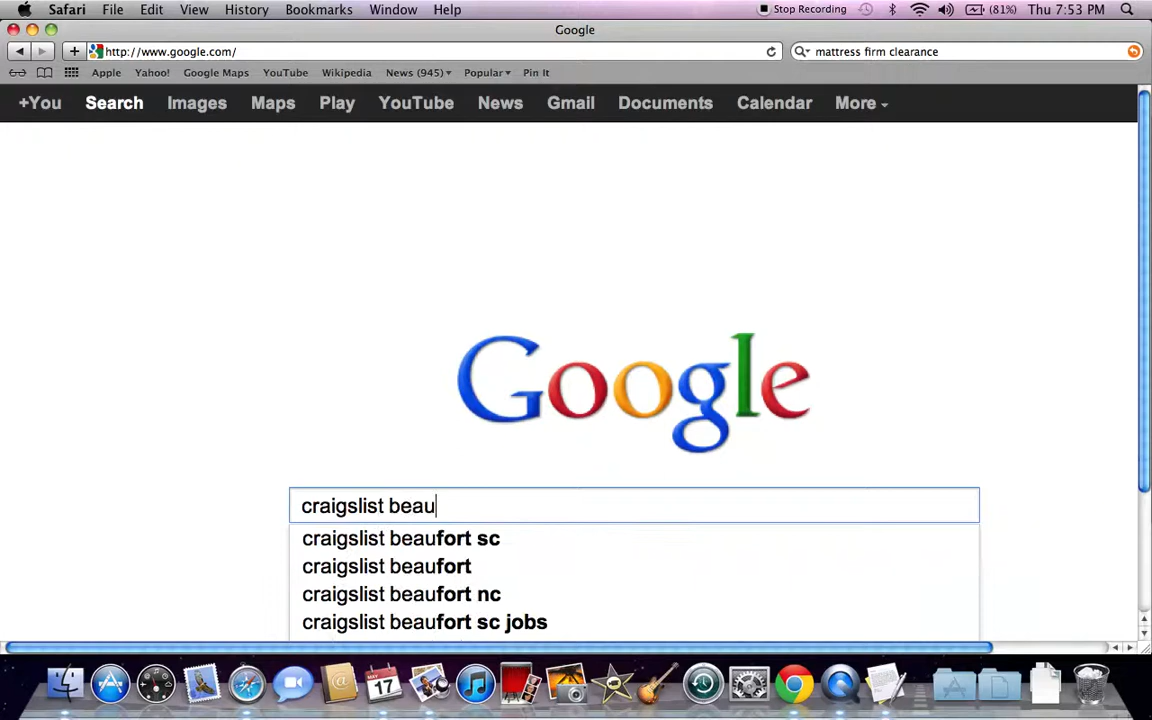 Safari File Edit View History Bookmarks Window Help Stop Recording (81%) Thu 7:53 PM
Google
http://www.google.com/ mattress firm clearance
Apple Yahoo! Google Maps YouTube Wikipedia News (945) Popular Pin It
+You Search Images Maps Play YouTube News Gmail Documents Calendar More
Google
craigslist beau
craigslist beaufort sc
craigslist beaufort
craigslist beaufort nc
craigslist beaufort sc jobs
17